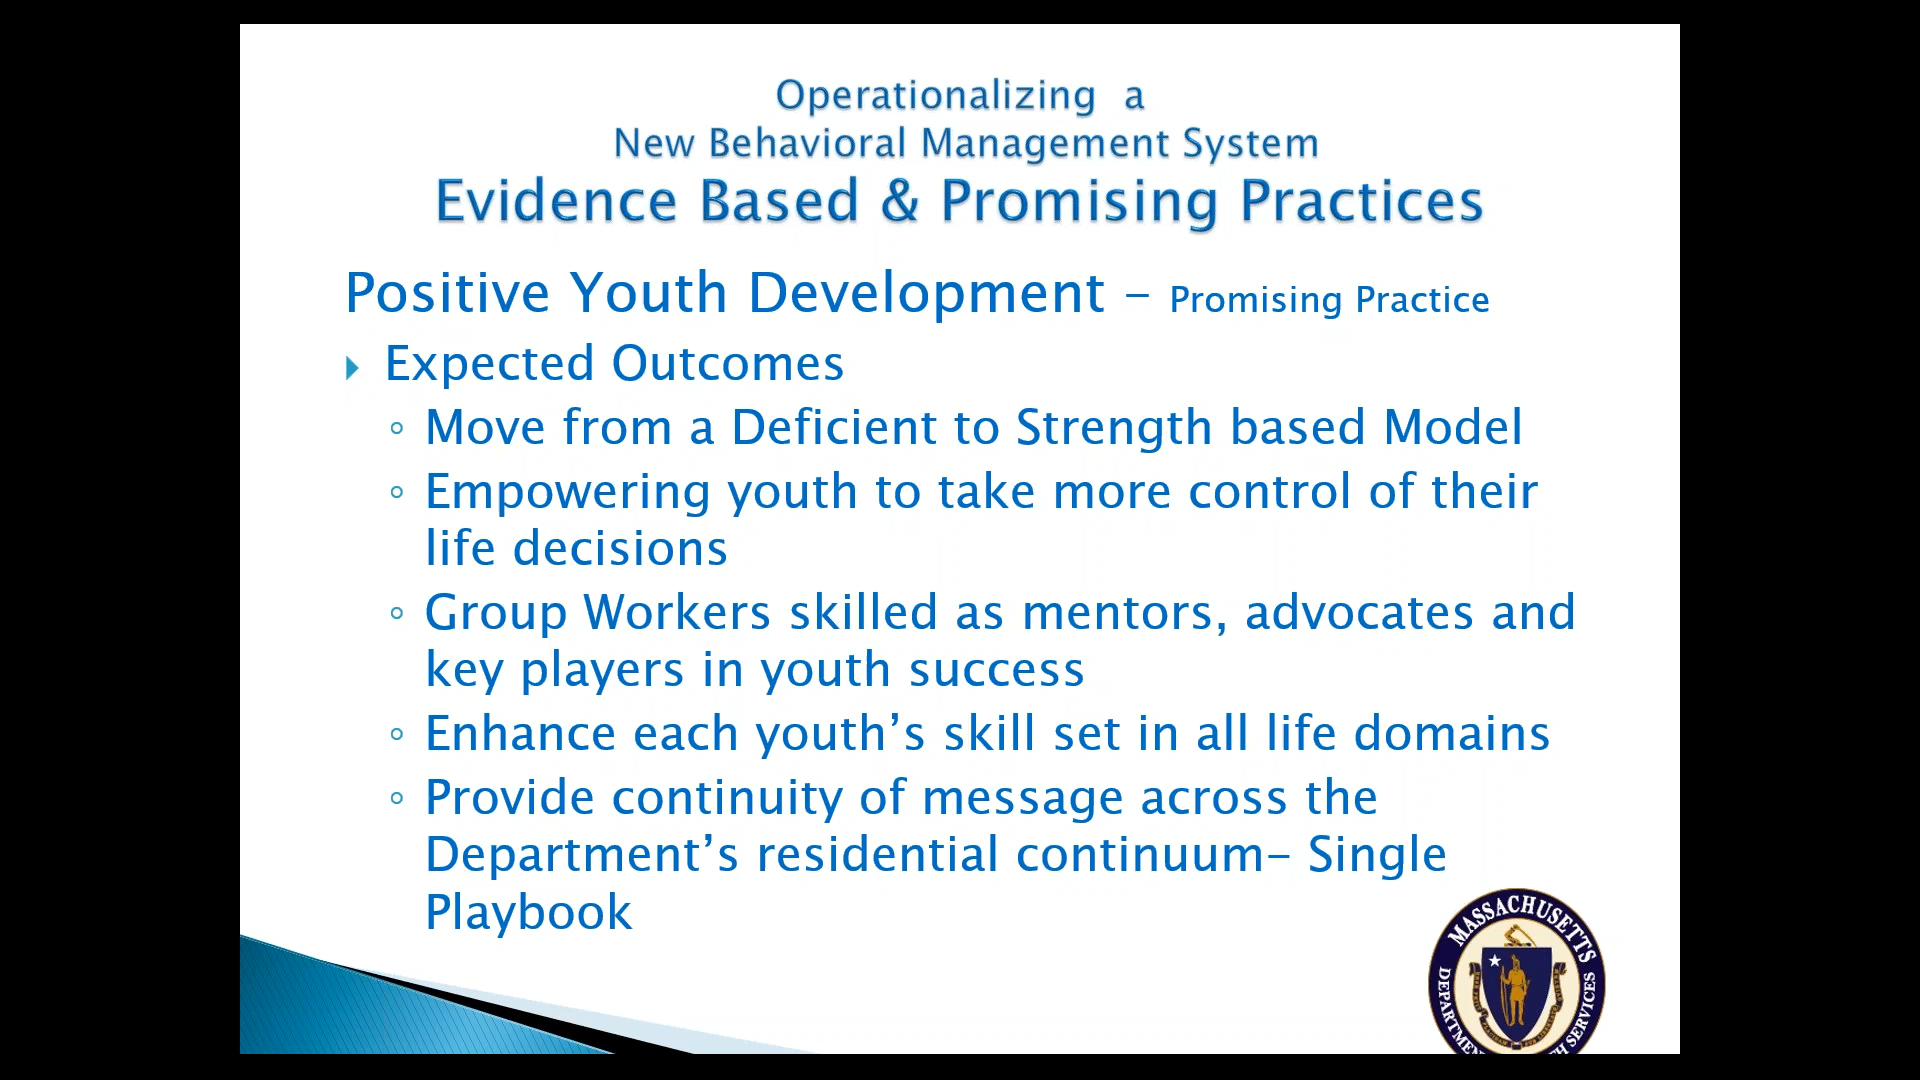 Operationalizing a
New Behavioral Management System
Evidence Based & Promising Practices
Positive Youth Development – Promising Practice
Expected Outcomes
Move from a Deficient to Strength based Model
Empowering youth to take more control of their
life decisions
Group Workers skilled as mentors, advocates and
key players in youth success
Enhance each youth’s skill set in all life domains
Provide continuity of message across the
Department’s residential continuum– Single
Playbook
MASSACHUSETTS
SERVICES